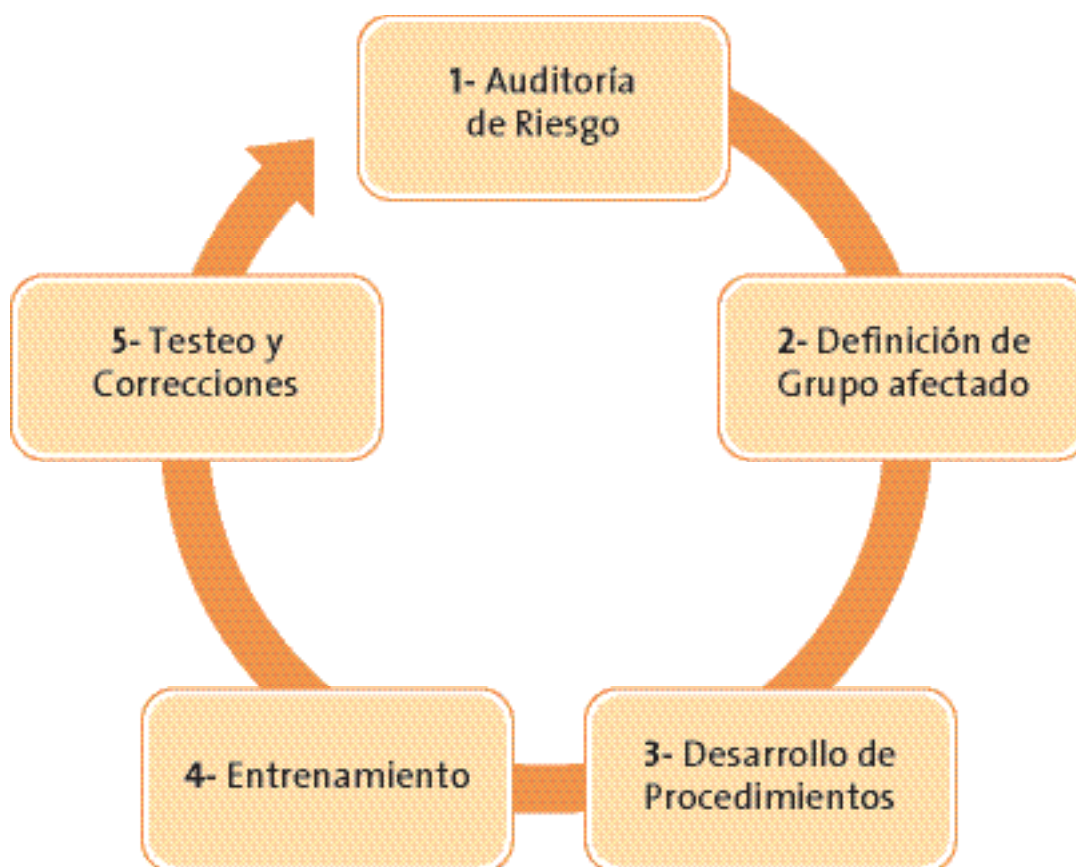 1- Auditoría
de Riesgo
2- Definición de
Grupo afectado
3- Desarrollo de
Procedimientos
4- Entrenamiento
5- Testeo y
Correcciones